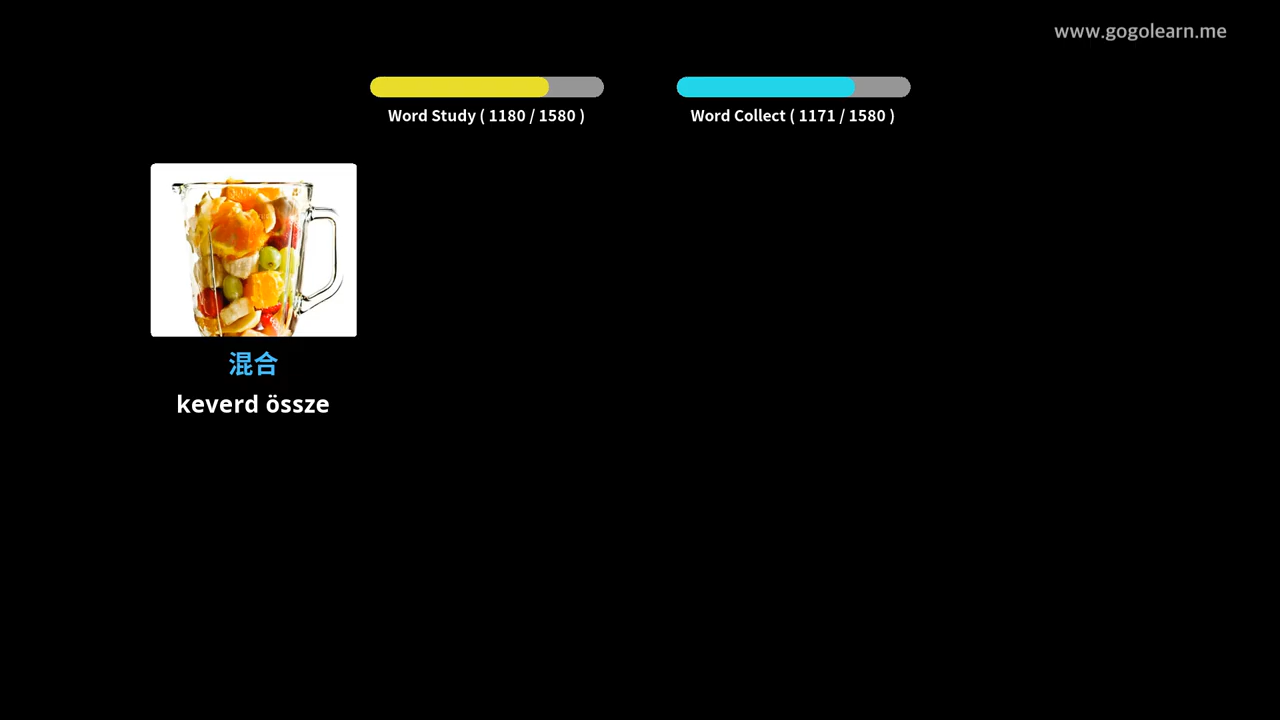 www.gogolearn.me
Word Study ( 1180 / 1580 )
Word Collect ( 1171 / 1580 )
混合
keverd össze